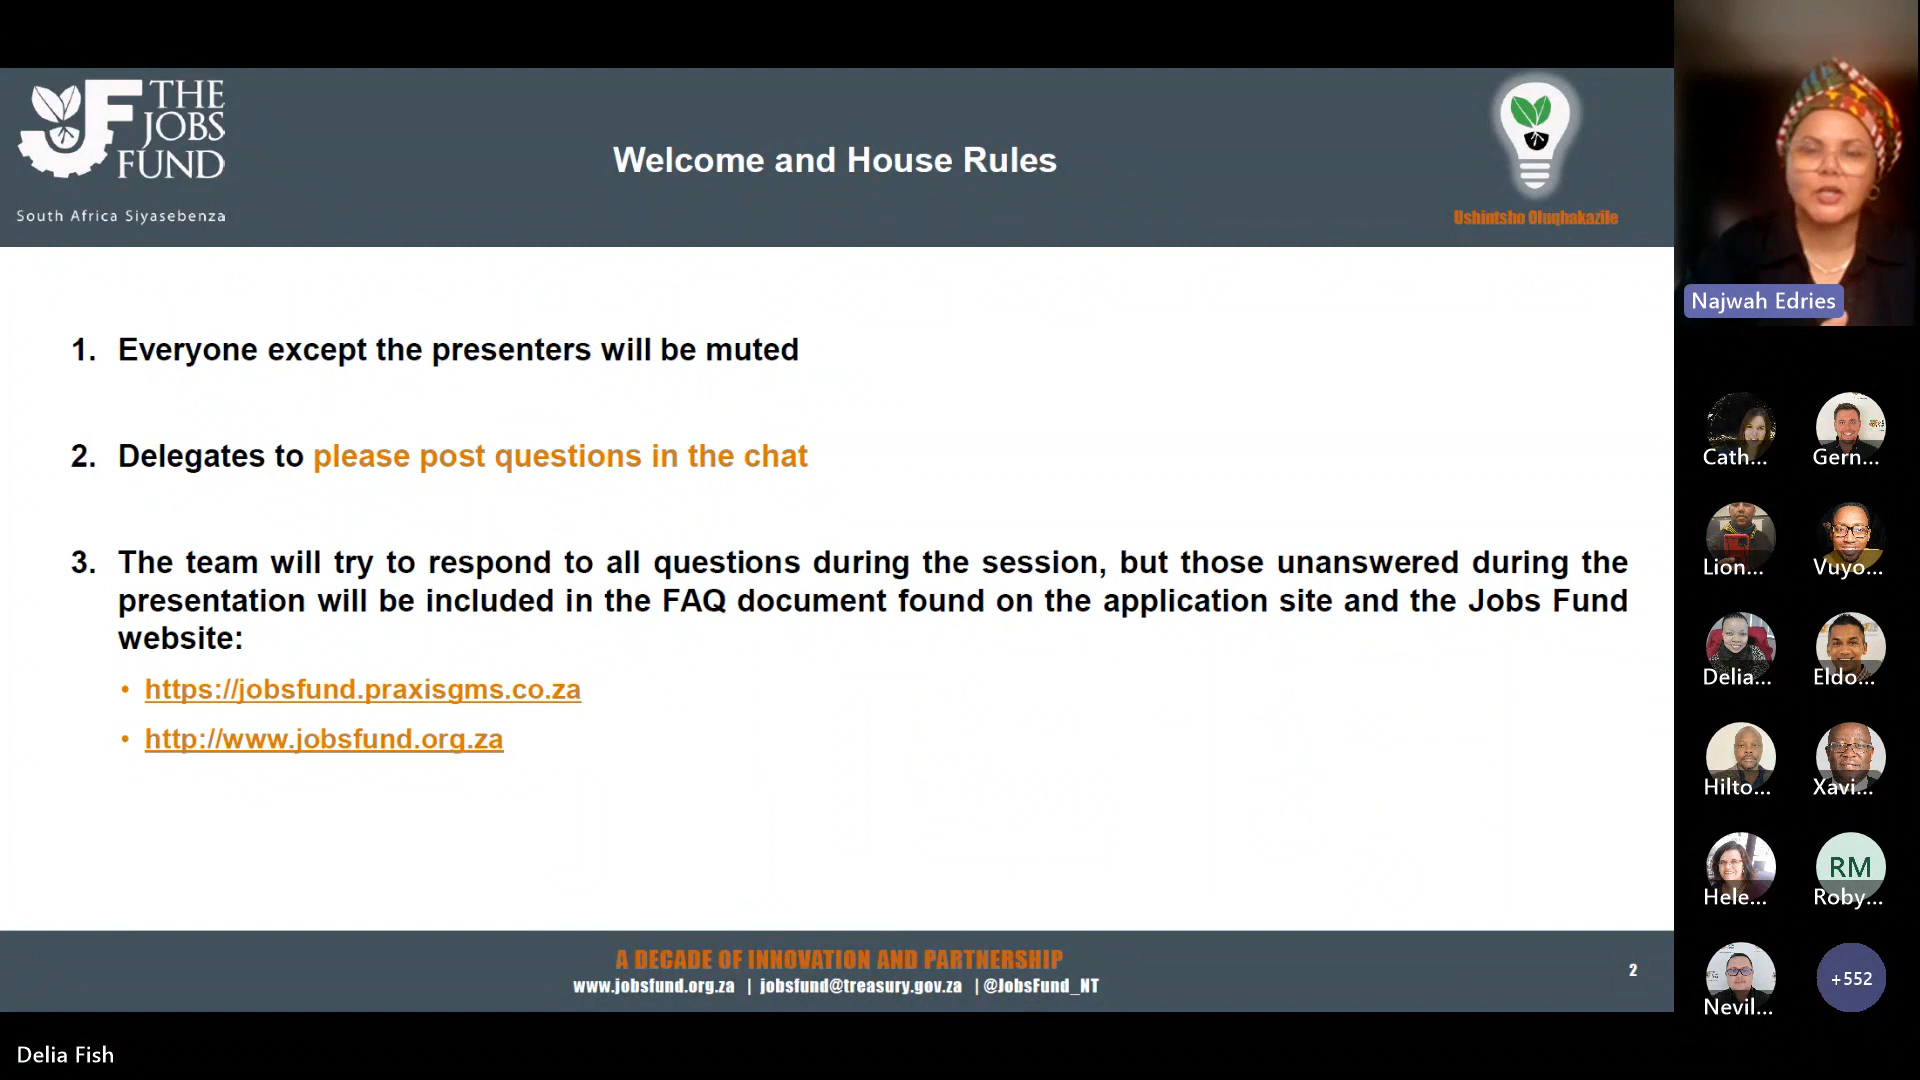 THE
JOBS
FUND
South Africa Siyasebenza
Welcome and House Rules
Ushintsho Oluqhakazile
1. Everyone except the presenters will be muted
2. Delegates to please post questions in the chat
3. The team will try to respond to all questions during the session, but those unanswered during the
presentation will be included in the FAQ document found on the application site and the Jobs Fund
website:
• https://jobsfund.praxisgms.co.za
• http://www.jobsfund.org.za
A DECADE OF INNOVATION AND PARTNERSHIP
www.jobsfund.org.za | jobsfund@treasury.gov.za | @JobsFund_NT
2
Delia Fish
Najwah Edries
Cath...
Gern...
Lion...
Vuyo...
Delia...
Eldo...
Hilto...
Xavi...
Hele...
RM
Roby...
Nevil...
+552